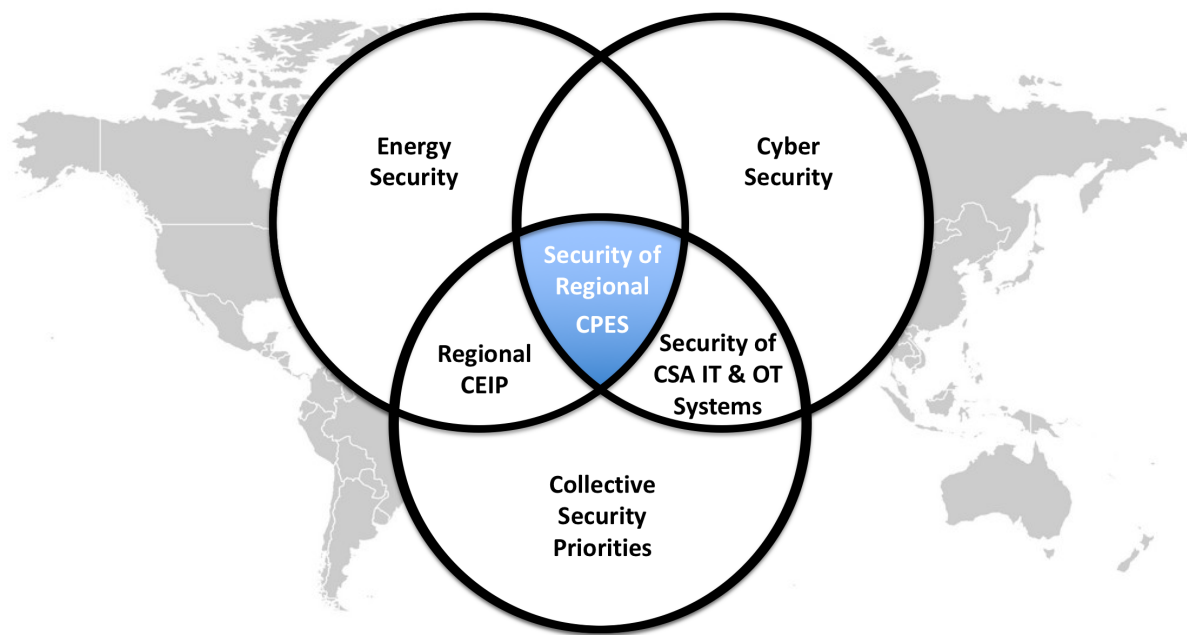 Energy
Security
Cyber
Security
Security of
Regional
CPES
Regional
CEIP
Security of
CSA IT & OT
Systems
Collective
Security
Priorities